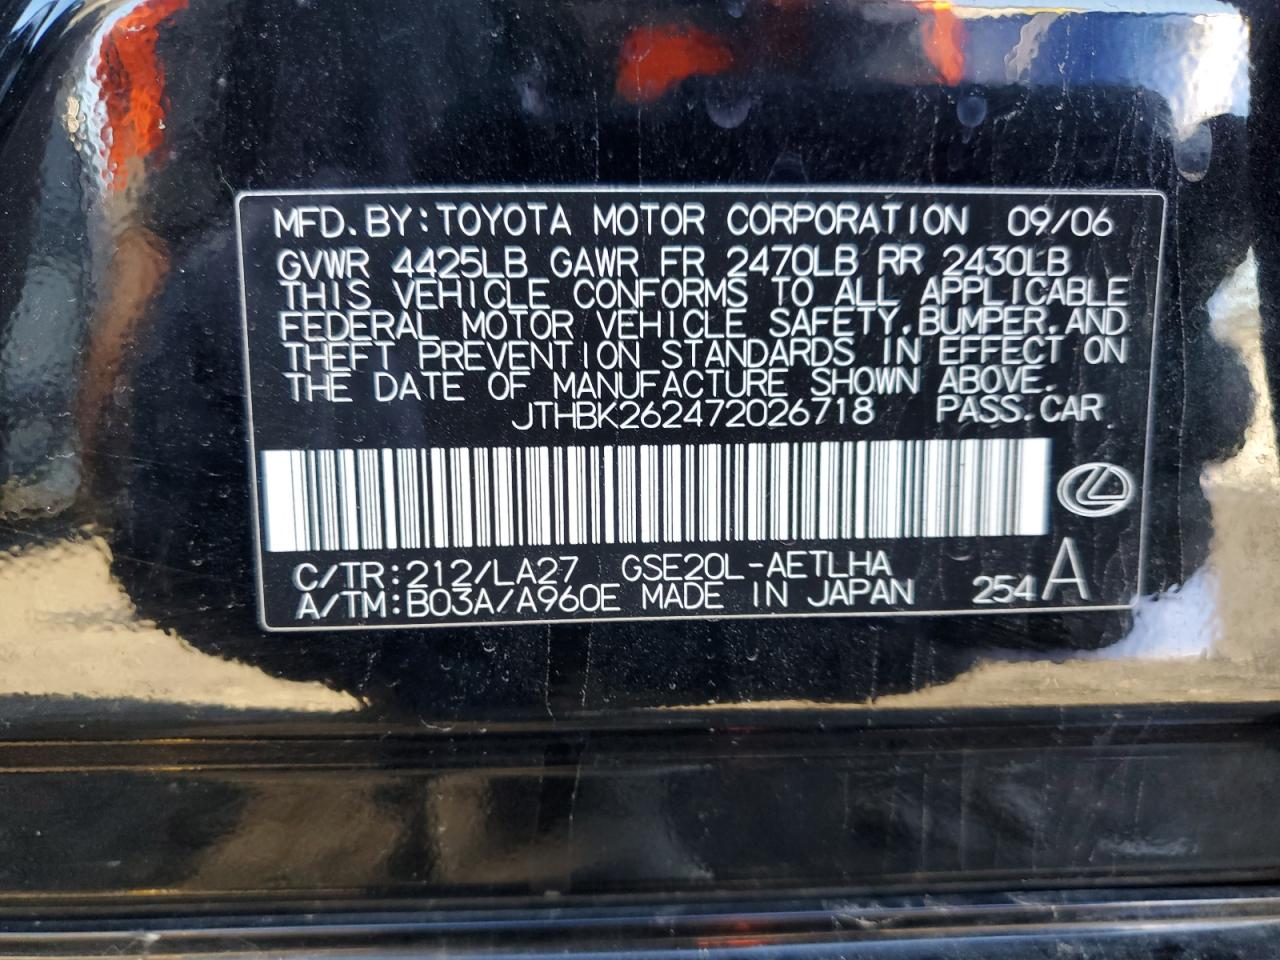 MFD.BY:TOYOTA MOTOR CORPORATION 09/06
GVWR 4425LB GAWR FR 2470LB RR 2430LB
THIS VEHICLE CONFORMS TO ALL APPLICABLE
FEDERAL MOTOR VEHICLE SAFETY,BUMPER,AND
THEFT PREVENTION STANDARDS IN EFFECT ON
THE DATE OF MANUFACTURE SHOWN ABOVE.
JTHBK262472026718 PASS.CAR
C/TR:212/LA27 GSE20L-AETLHA
A/TM:B03A/A960E MADE IN JAPAN 254 A